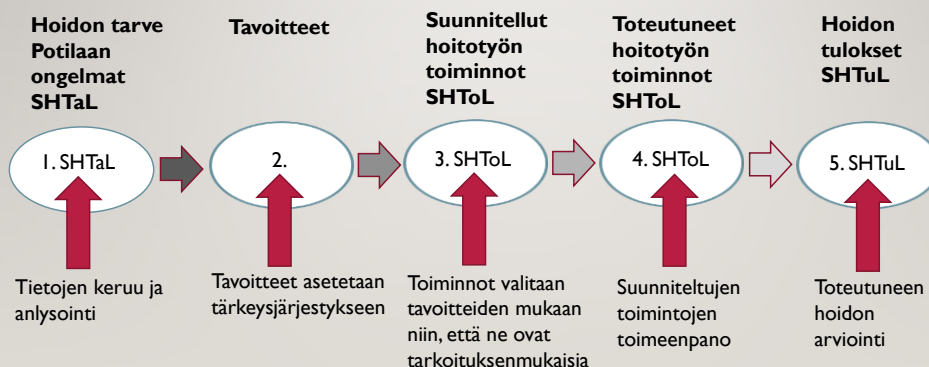 Hoidon tarve
Potilaan
ongelmat
SHTaL
Tavoitteet
Suunnitellut
hoitotyön
toiminnot
SHToL
Toteutuneet
hoitotyön
toiminnot
SHToL
Hoidon
tulokset
SHTuL
1. SHTaL
2.
3. SHToL
4. SHToL
5. SHTuL
Tietojen keruu ja
anlysointi
Tavoitteet asetetaan
tärkeysjärjestykseen
Toiminnot valitaan
tavoitteiden mukaan
niin, että ne ovat
tarkoituksenmukaisia
Suunniteltujen
toimintojen
toimeenpano
Toteutuneen
hoidon
arviointi